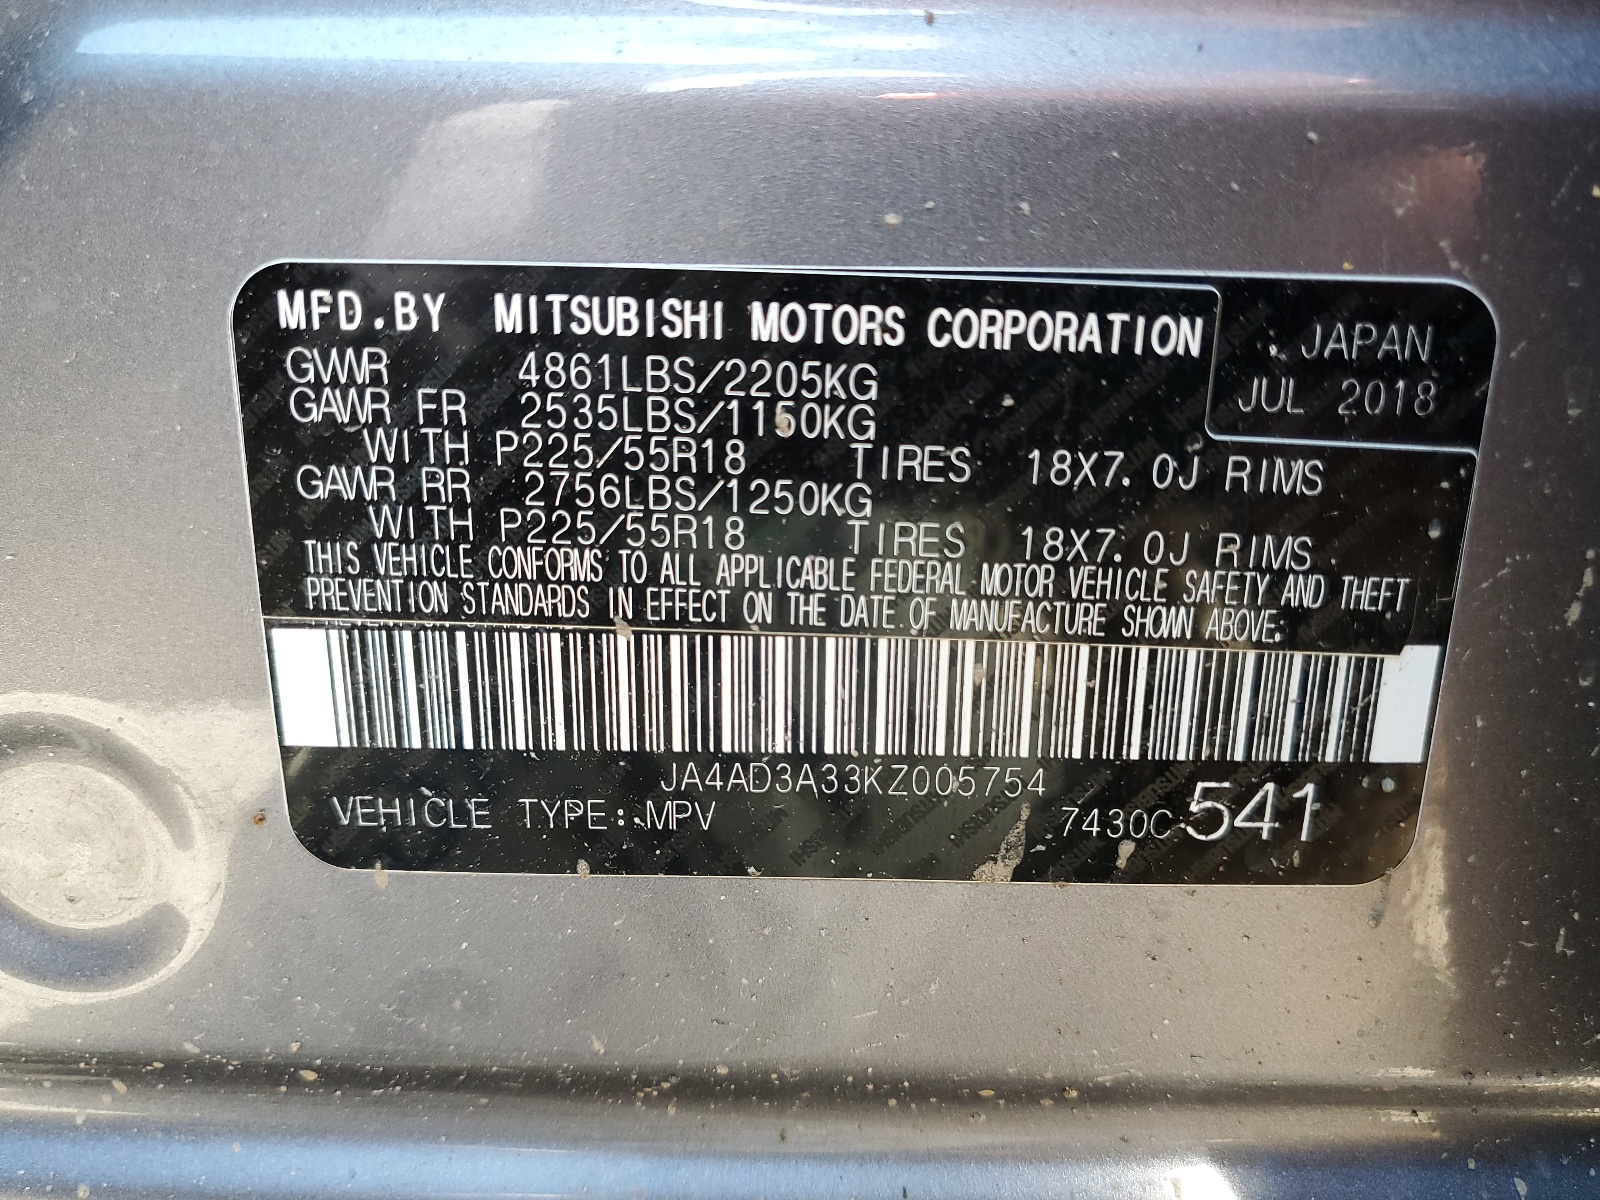 MFD.BY MITSUBISHI MOTORS CORPORATION
JAPAN
JUL 2018
GVWR 4861LBS/2205KG
GAWR FR 2535LBS/1150KG
WITH P225/55R18 TIRES 18X7.0J RIMS
GAWR RR 2756LBS/1250KG
WITH P225/55R18 TIRES 18X7.0J RIMS
THIS VEHICLE CONFORMS TO ALL APPLICABLE FEDERAL MOTOR VEHICLE SAFETY AND THEFT
PREVENTION STANDARDS IN EFFECT ON THE DATE OF MANUFACTURE SHOWN ABOVE.
JA4AD3A33KZ005754
VEHICLE TYPE: MPV 7430C 541